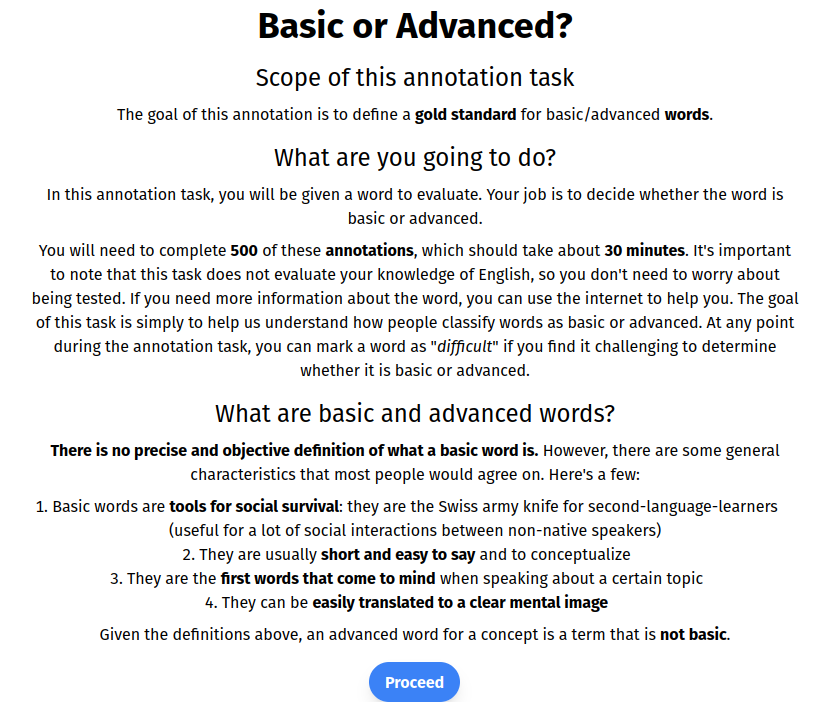 Basic or Advanced?
Scope of this annotation task
The goal of this annotation is to define a gold standard for basic/advanced words.
What are you going to do?
In this annotation task, you will be given a word to evaluate. Your job is to decide whether the word is
basic or advanced.
You will need to complete 500 of these annotations, which should take about 30 minutes. It's important
to note that this task does not evaluate your knowledge of English, so you don't need to worry about
being tested. If you need more information about the word, you can use the internet to help you. The goal
of this task is simply to help us understand how people classify words as basic or advanced. At any point
during the annotation task, you can mark a word as "difficult" if you find it challenging to determine
whether it is basic or advanced.
What are basic and advanced words?
There is no precise and objective definition of what a basic word is. However, there are some general
characteristics that most people would agree on. Here's a few:
1. Basic words are tools for social survival: they are the Swiss army knife for second-language-learners
(useful for a lot of social interactions between non-native speakers)
2. They are usually short and easy to say and to conceptualize
3. They are the first words that come to mind when speaking about a certain topic
4. They can be easily translated to a clear mental image
Given the definitions above, an advanced word for a concept is a term that is not basic.
Proceed